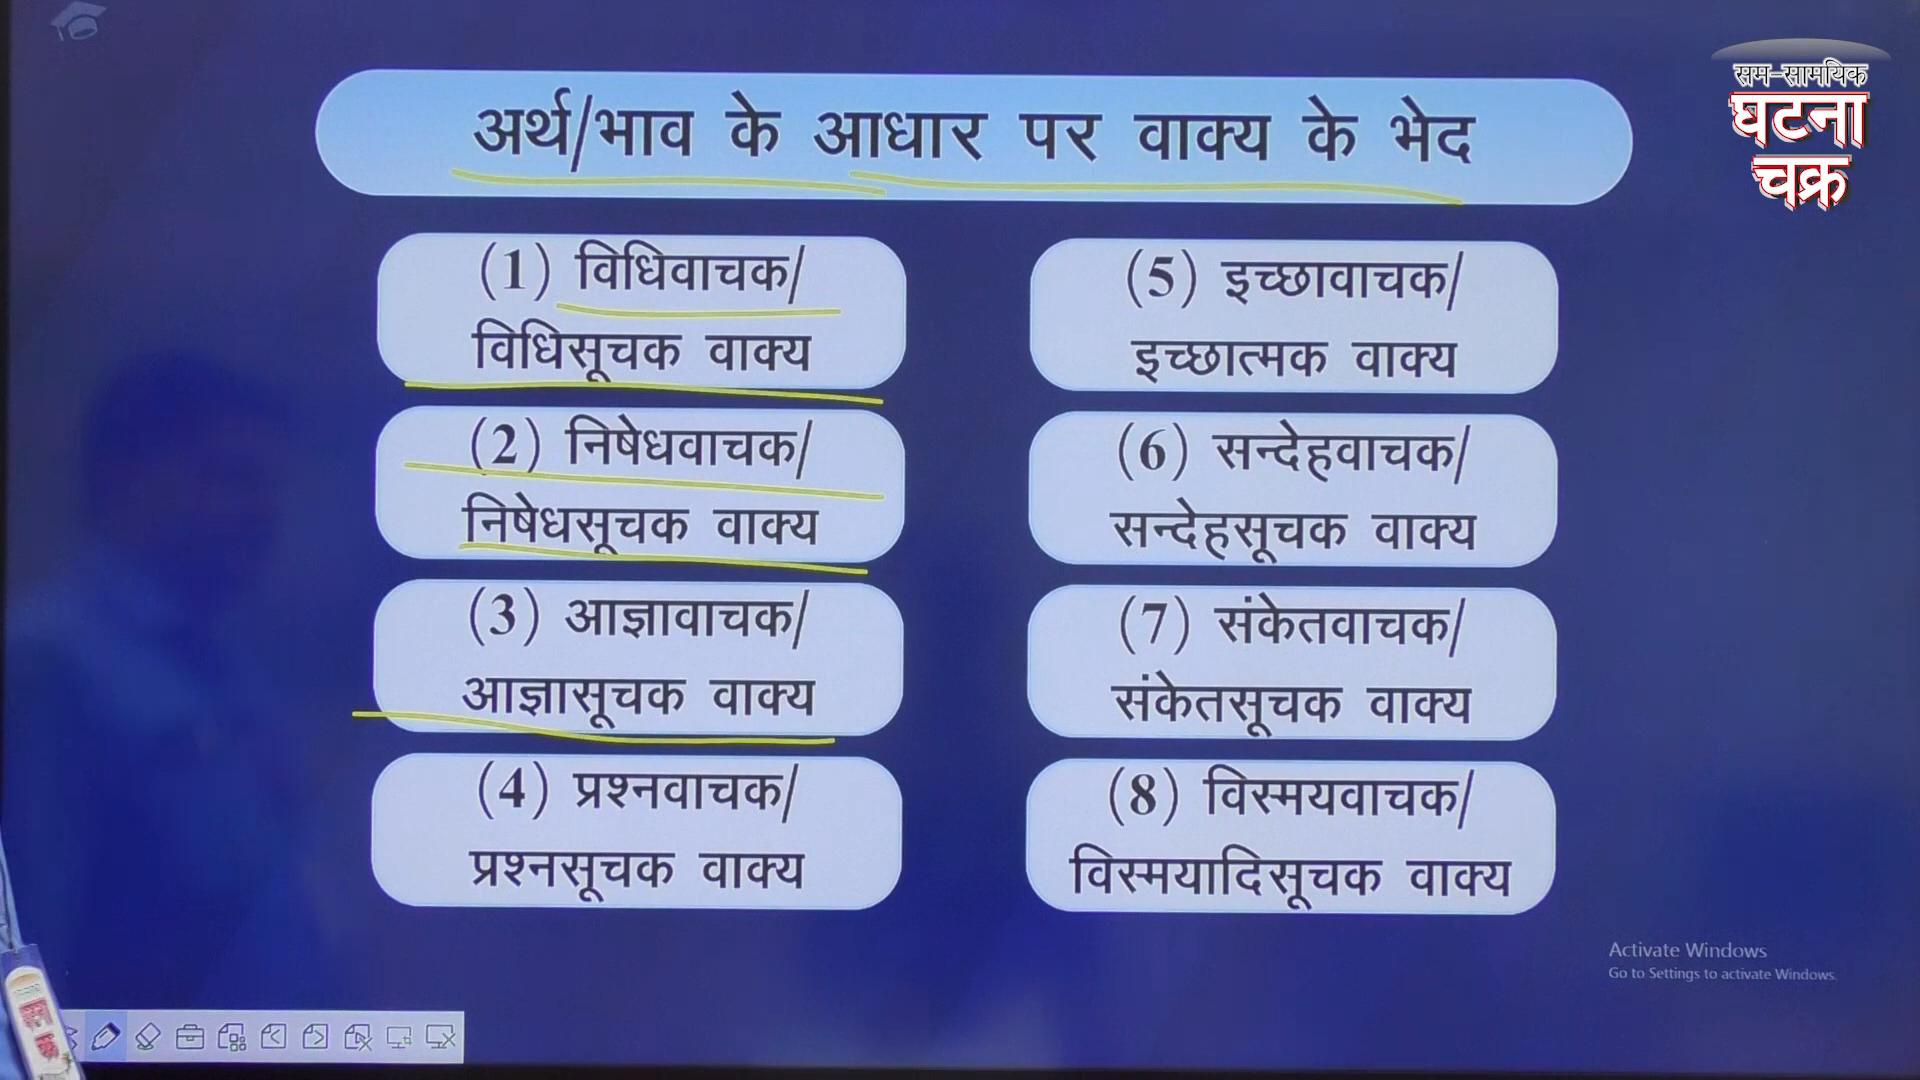 सम-सामयिक
घटना
चक्र
अर्थ/भाव के आधार पर वाक्य के भेद
(1) विधिवाचक/
विधिसूचक वाक्य
(2) निषेधवाचक/
निषेधसूचक वाक्य
(3) आज्ञावाचक/
आज्ञासूचक वाक्य
(4) प्रश्नवाचक/
प्रश्नसूचक वाक्य
(5) इच्छावाचक/
इच्छात्मक वाक्य
(6) सन्देहवाचक/
सन्देहसूचक वाक्य
(7) संकेतवाचक/
संकेतसूचक वाक्य
(8) विस्मयवाचक/
विस्मयादिसूचक वाक्य
Activate Windows
Go to Settings to activate Windows.